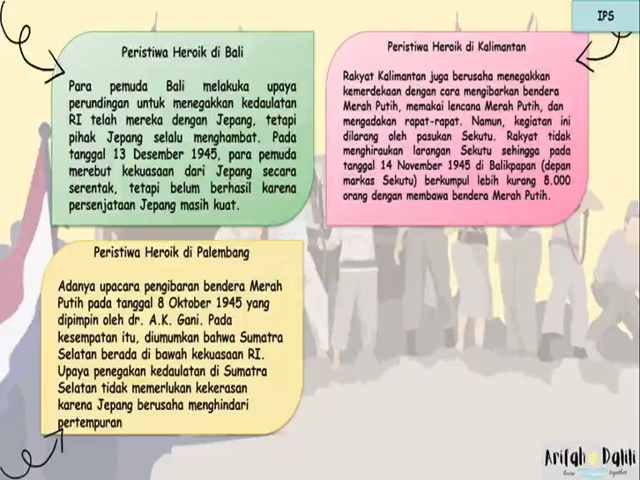 IPS
Peristiwa Heroik di Bali
Para pemuda Bali melakuka upaya
perundingan untuk menegakkan kedaulatan
RI telah mereka dengan Jepang, tetapi
pihak Jepang selalu menghambat. Pada
tanggal 13 Desember 1945, para pemuda
merebut kekuasaan dari Jepang secara
serentak, tetapi belum berhasil karena
persenjataan Jepang masih kuat.
Peristiwa Heroik di Kalimantan
Rakyat Kalimantan juga berusaha menegakkan
kemerdekaan dengan cara mengibarkan bendera
Merah Putih, memakai lencana Merah Putih, dan
mengadakan rapat-rapat. Namun, kegiatan ini
dilarang oleh pasukan Sekutu. Rakyat tidak
menghiraukan larangan Sekutu sehingga pada
tanggal 14 November 1945 di Balikpapan (depan
markas Sekutu) berkumpul lebih kurang 8.000
orang dengan membawa bendera Merah Putih.
Peristiwa Heroik di Palembang
Adanya upacara pengibaran bendera Merah
Putih pada tanggal 8 Oktober 1945 yang
dipimpin oleh dr. A.K. Gani. Pada
kesempatan itu, diumumkan bahwa Sumatra
Selatan berada di bawah kekuasaan RI.
Upaya penegakan kedaulatan di Sumatra
Selatan tidak memerlukan kekerasan
karena Jepang berusaha menghindari
pertempuran
Arifah Dalili
together